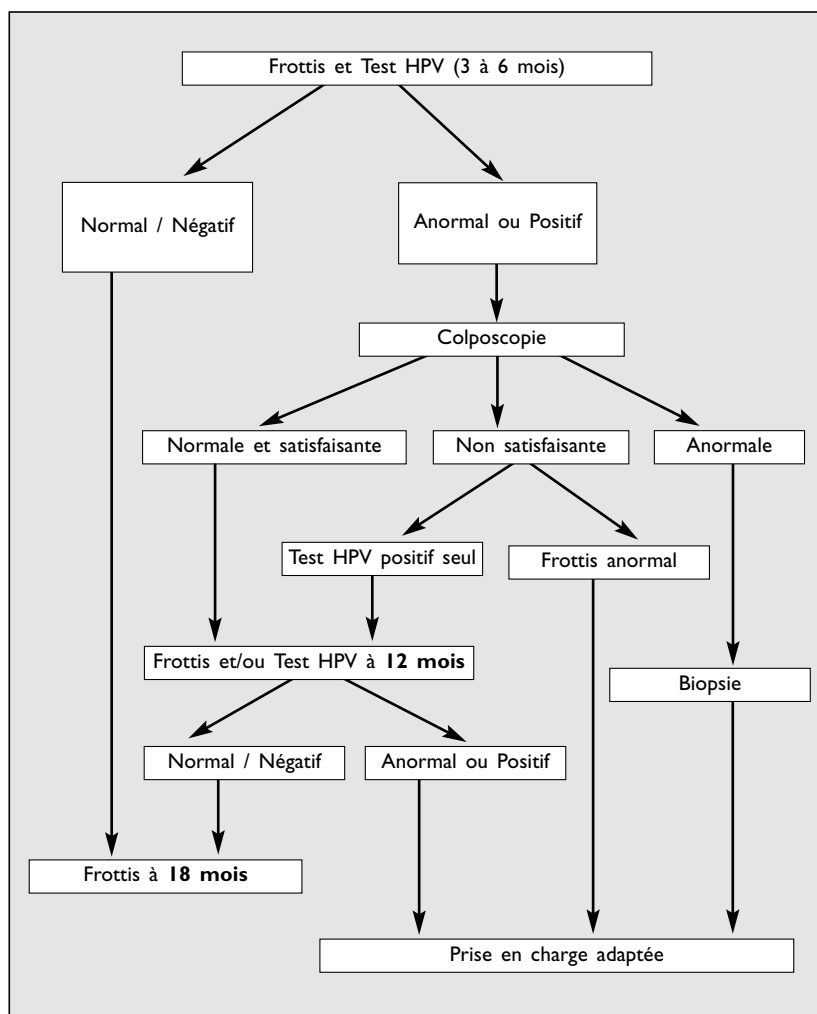 Frottis et Test HPV (3 à 6 mois)
Normal / Négatif
Anormal ou Positif
Colposcopie
Normale et satisfaisante
Non satisfaisante
Anormale
Test HPV positif seul
Frottis anormal
Frottis et/ou Test HPV à 12 mois
Biopsie
Normal / Négatif
Anormal ou Positif
Frottis à 18 mois
Prise en charge adaptée